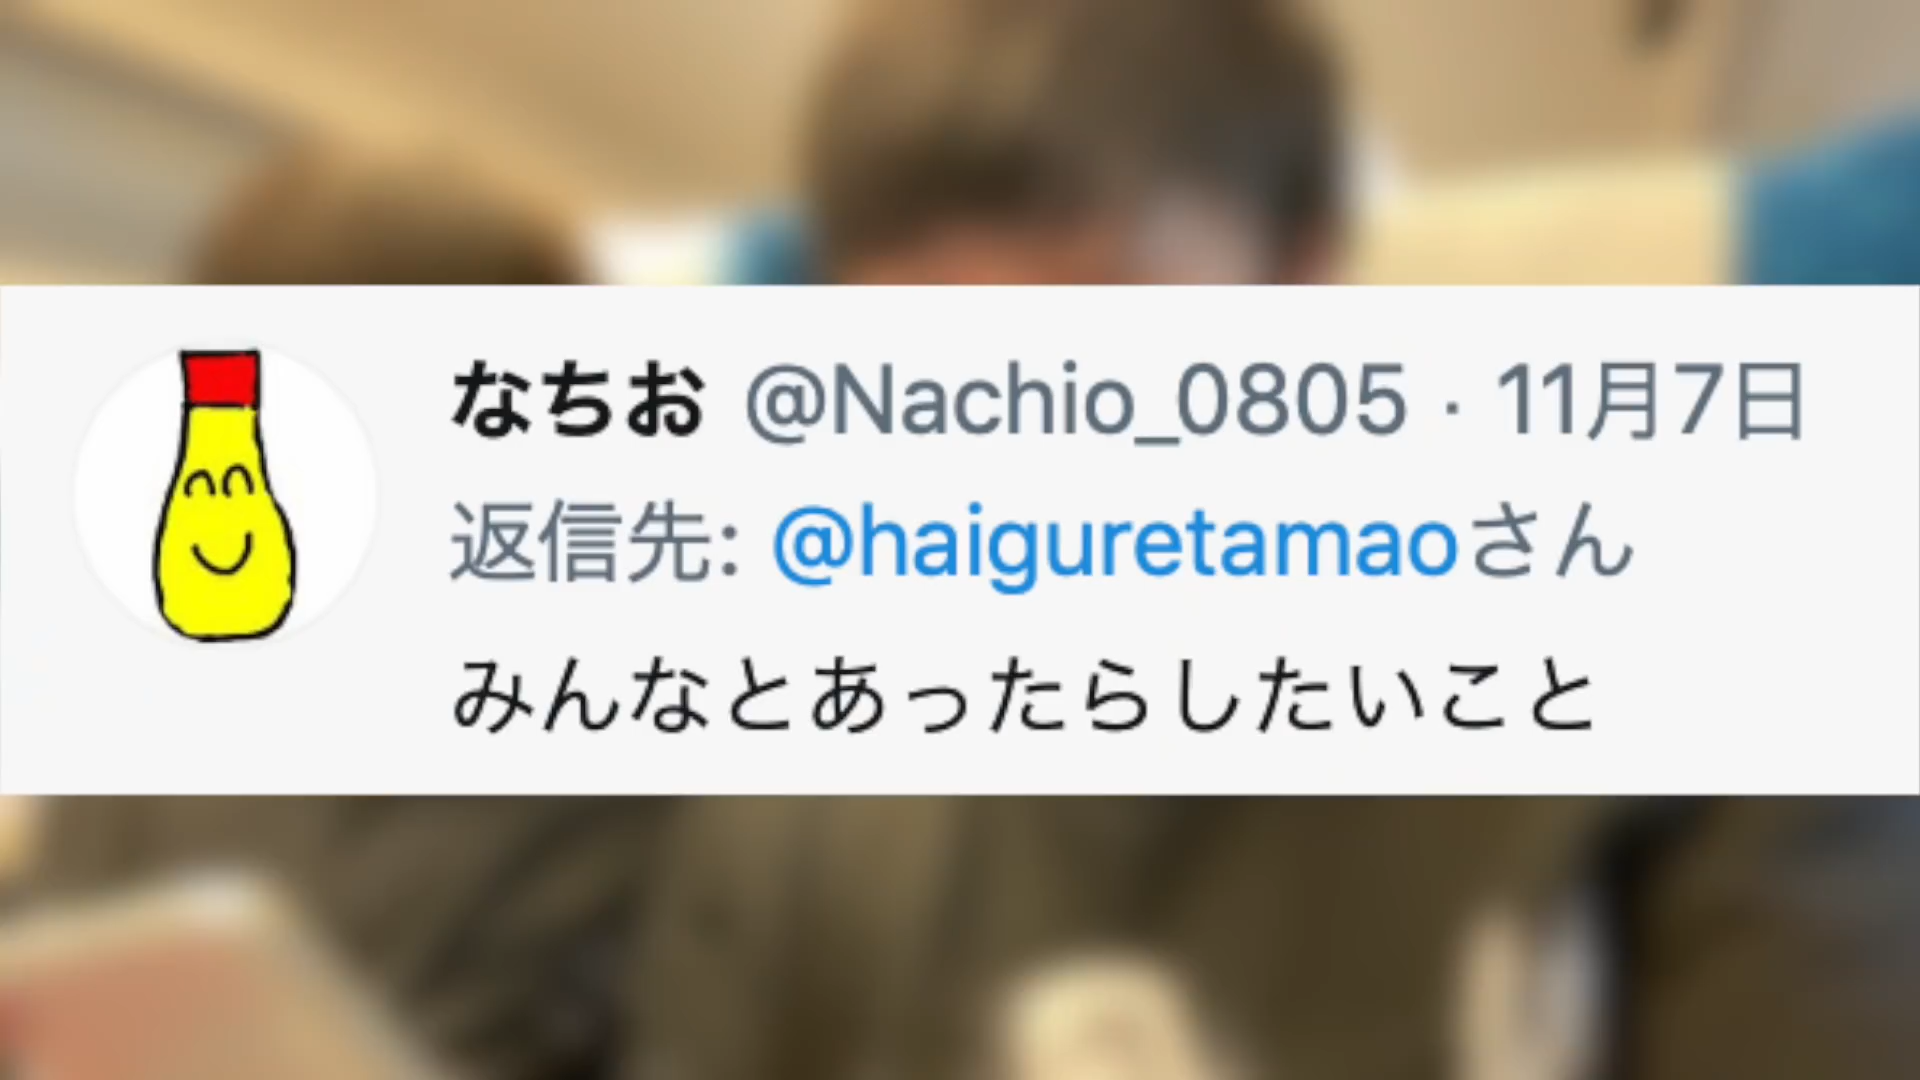 なちお @Nachio_0805 · 11月7日
返信先: @haiguretamaoさん
みんなとあったらしたいこと